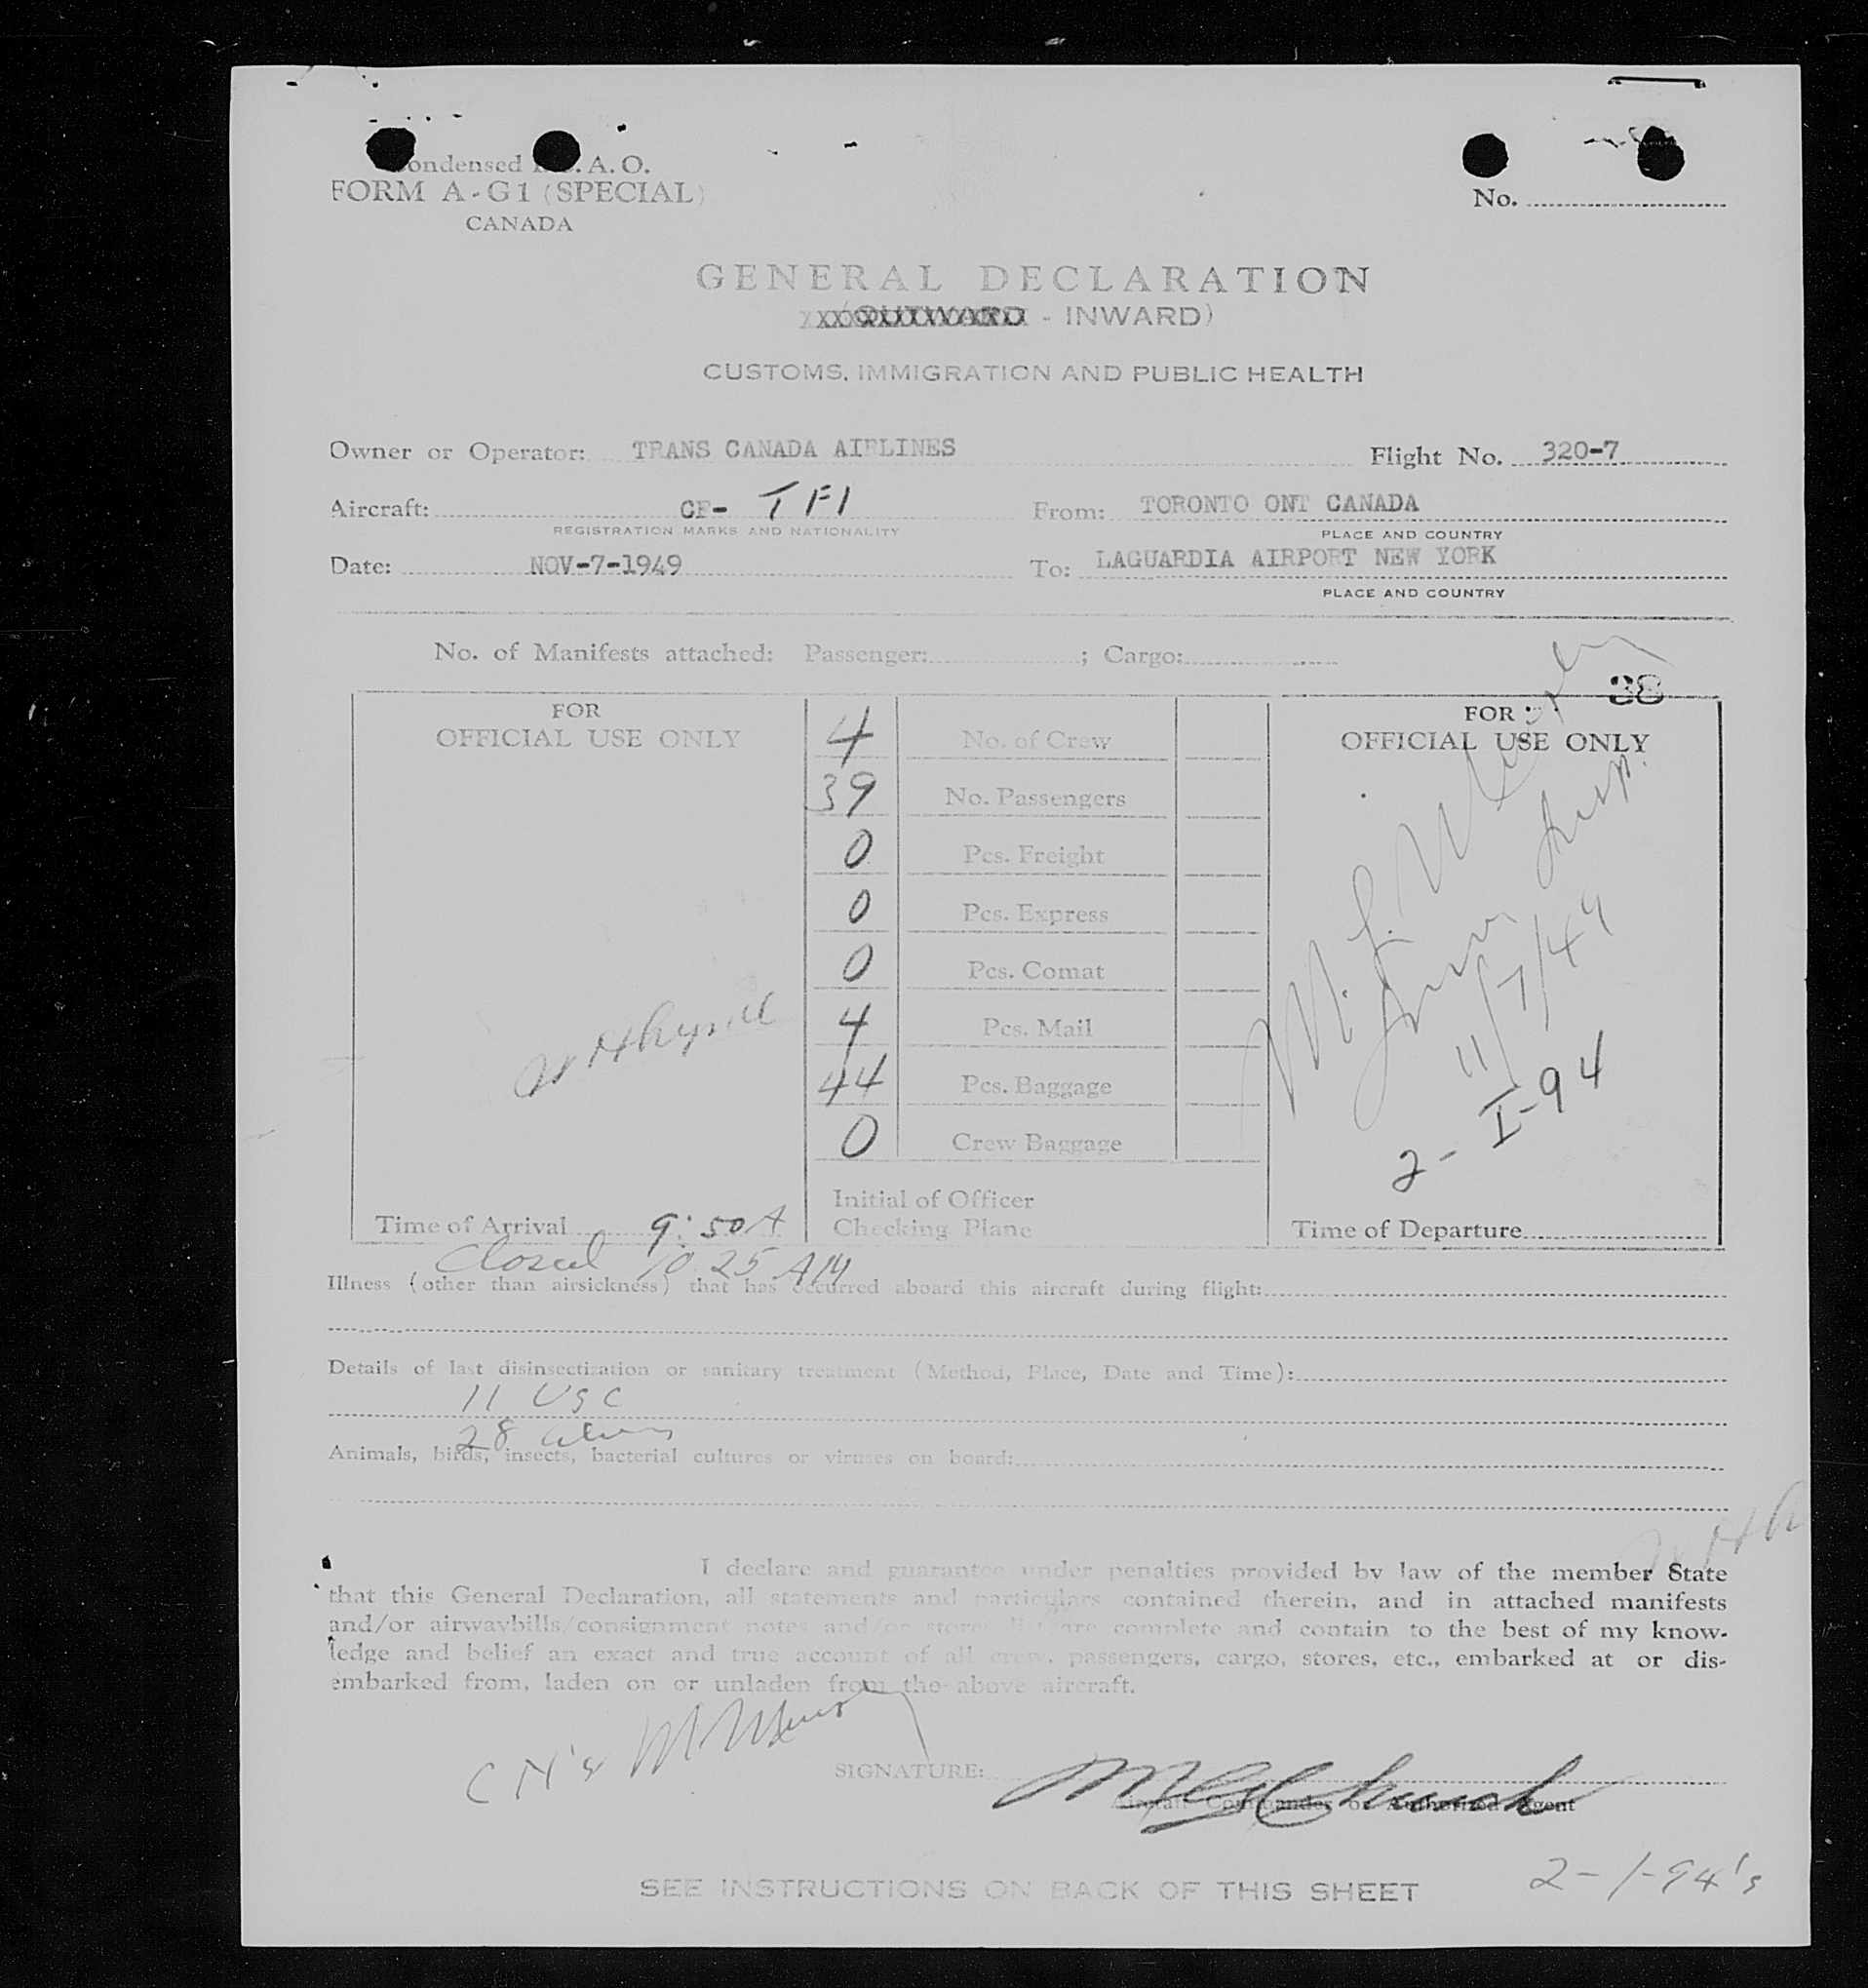 Condensed I.C.A.O.
FORM A-G1 (SPECIAL)
CANADA
No.
GENERAL DECLARATION
(OUTWARD - INWARD)
CUSTOMS, IMMIGRATION AND PUBLIC HEALTH
Owner or Operator: TRANS CANADA AIRLINES Flight No. 320-7
Aircraft: CF- TFI From: TORONTO ONT CANADA
REGISTRATION MARKS AND NATIONALITY PLACE AND COUNTRY
Date: NOV-7-1949 To: LAGUARDIA AIRPORT NEW YORK
PLACE AND COUNTRY
No. of Manifests attached: Passenger: ; Cargo:
38
FOR
OFFICIAL USE ONLY
4 No. of Crew
39 No. Passengers
0 Pcs. Freight
0 Pcs. Express
0 Pcs. Comat
4 Pcs. Mail
44 Pcs. Baggage
0 Crew Baggage
Initial of Officer
Checking Plane
Time of Arrival 9:50 A
Closed 10 25 AM
FOR
OFFICIAL USE ONLY
Insp.
11/7/49
2- I-94
Time of Departure
Illness (other than airsickness) that has occurred aboard this aircraft during flight:
Details of last disinsectization or sanitary treatment (Method, Place, Date and Time):
11 USC
28 aliens
Animals, birds, insects, bacterial cultures or viruses on board:
I declare and guarantee under penalties provided by law of the member State
that this General Declaration, all statements and particulars contained therein, and in attached manifests
and/or airwaybills/consignment notes and/or stores list are complete and contain to the best of my know-
ledge and belief an exact and true account of all crew, passengers, cargo, stores, etc., embarked at or dis-
embarked from, laden on or unladen from the above aircraft.
SIGNATURE:
Aircraft Commander or Authorized Agent
SEE INSTRUCTIONS ON BACK OF THIS SHEET
2-1-94's